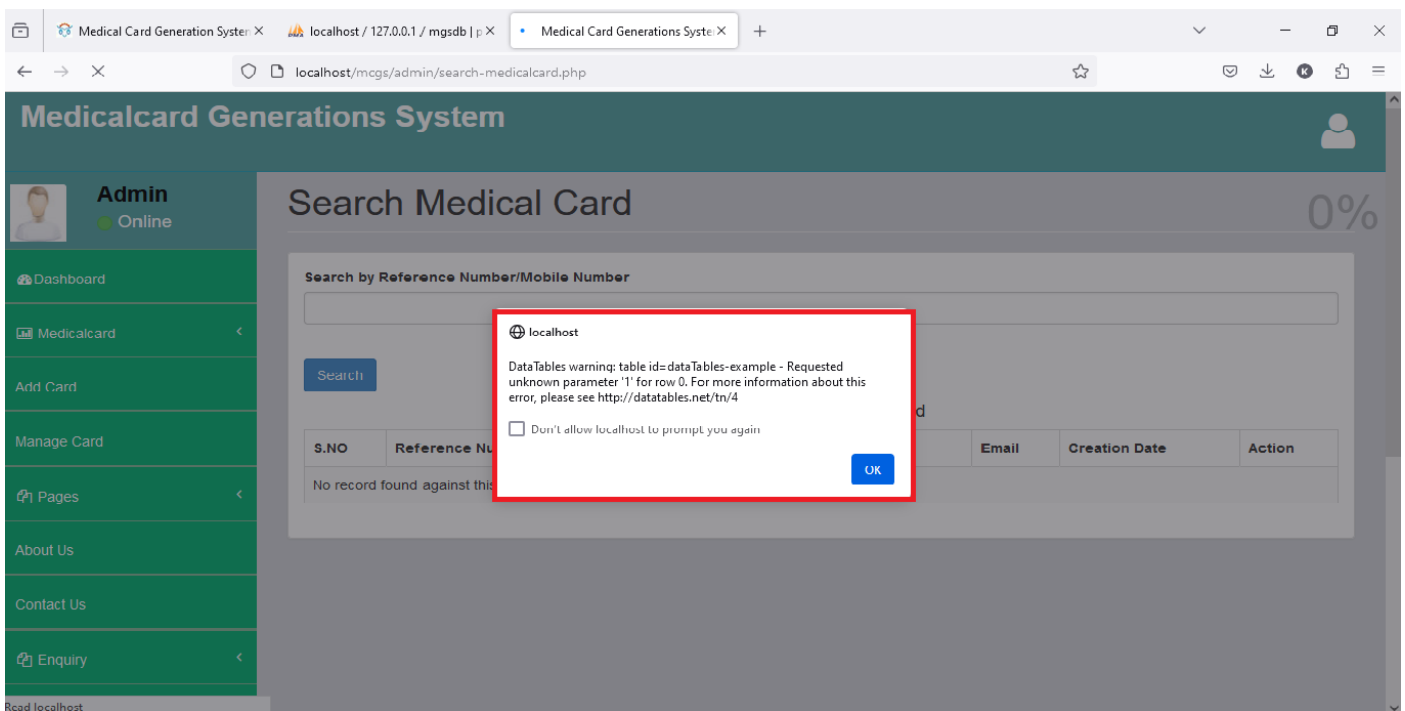 Medical Card Generation System
localhost / 127.0.0.1 / mgsdb | p
Medical Card Generations Syste
localhost/mcgs/admin/search-medicalcard.php
K
Medicalcard Generations System
Admin
Online
Search Medical Card
0%
Dashboard
Medicalcard
Add Card
Manage Card
Pages
About Us
Contact Us
Enquiry
Search by Reference Number/Mobile Number
Search
localhost
DataTables warning: table id=dataTables-example - Requested
unknown parameter '1' for row 0. For more information about this
error, please see http://datatables.net/tn/4
Don't allow localhost to prompt you again
OK
d
S.NO Reference Nu Email Creation Date Action
No record found against this
Read localhost